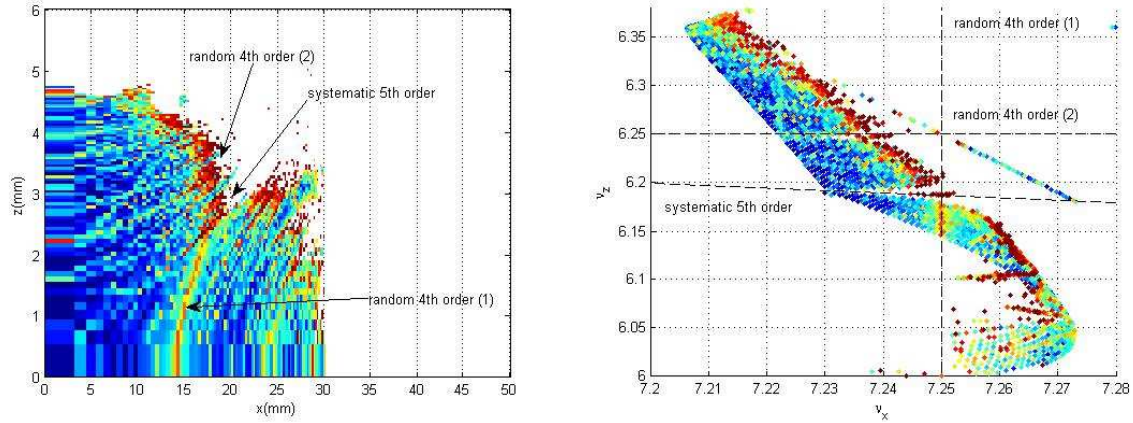 6
5
4
3
2
1
0
z(mm)
0 5 10 15 20 25 30 35 40 45 50
x(mm)
random 4th order (2)
systematic 5th order
random 4th order (1)
6.35
6.3
6.25
6.2
6.15
6.1
6.05
6
ν_z
7.2 7.21 7.22 7.23 7.24 7.25 7.26 7.27 7.28
ν_x
random 4th order (1)
random 4th order (2)
systematic 5th order